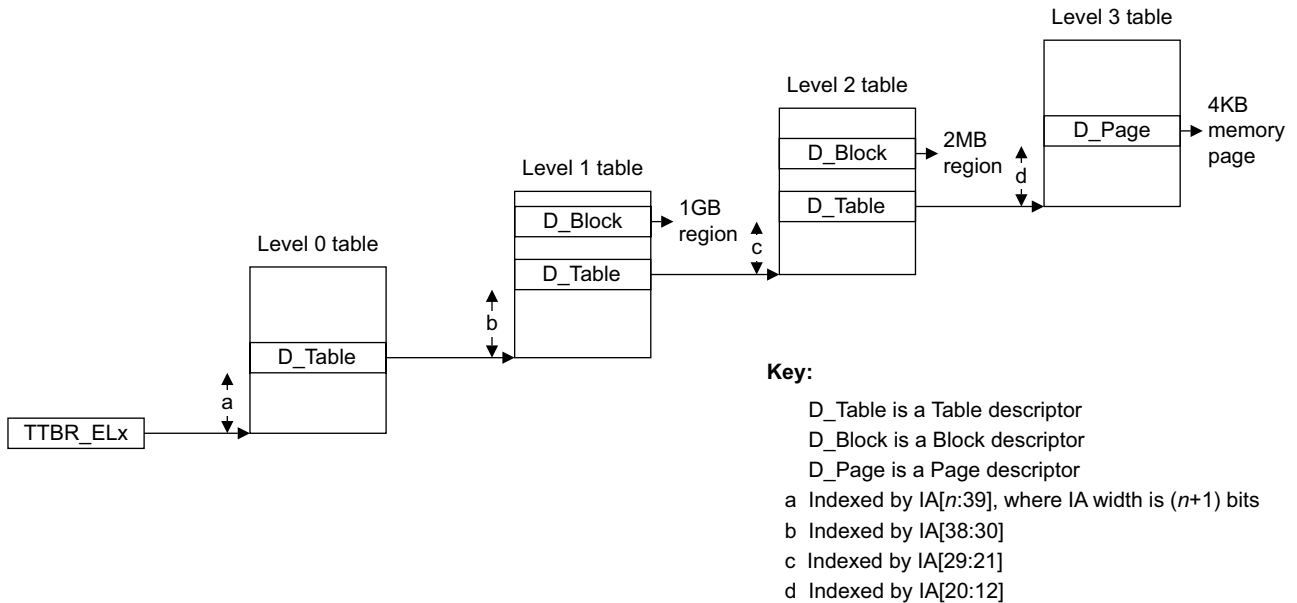 Level 3 table
Level 2 table
4KB
memory
page
D_Page
D_Block
2MB
region
d
Level 1 table
D_Table
D_Block
1GB
region
c
Level 0 table
D_Table
b
D_Table
a
TTBR_ELx
Key:
D_Table is a Table descriptor
D_Block is a Block descriptor
D_Page is a Page descriptor
a Indexed by IA[n:39], where IA width is (n+1) bits
b Indexed by IA[38:30]
c Indexed by IA[29:21]
d Indexed by IA[20:12]